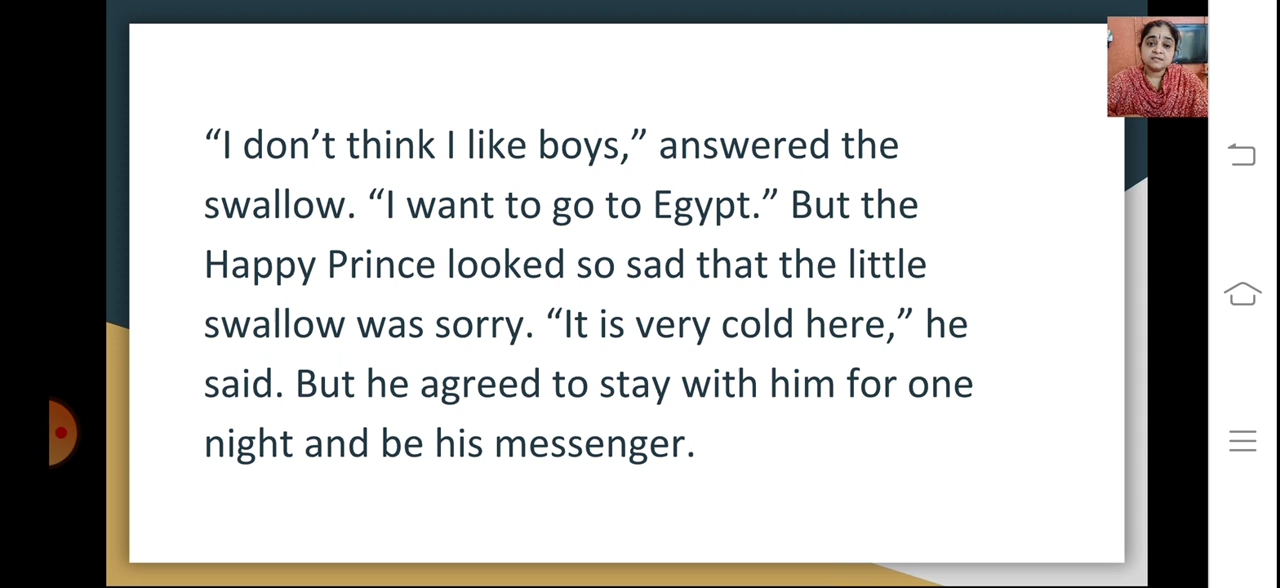 “I don’t think I like boys,” answered the
swallow. “I want to go to Egypt.” But the
Happy Prince looked so sad that the little
swallow was sorry. “It is very cold here,” he
said. But he agreed to stay with him for one
night and be his messenger.